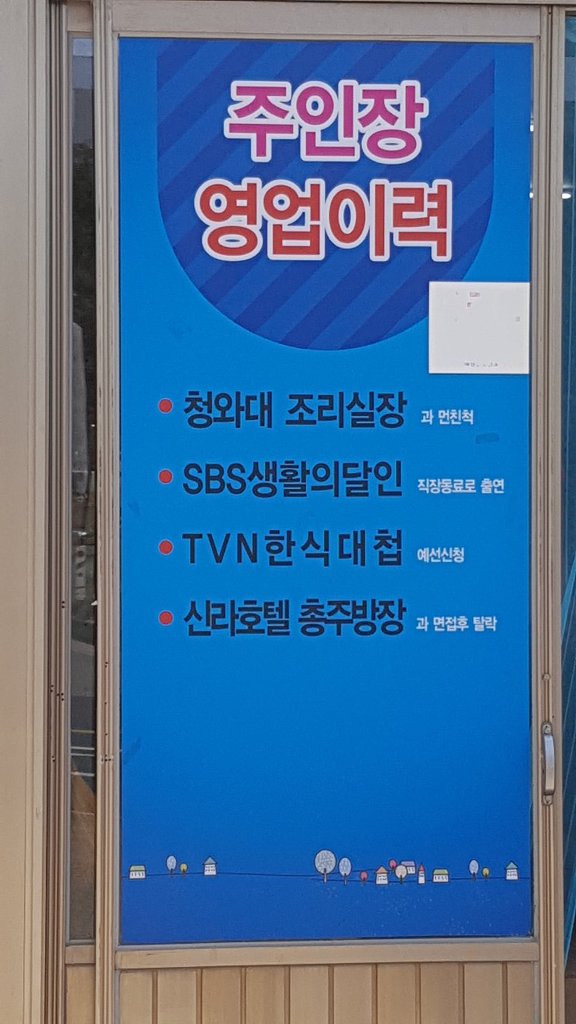 주인장
영업이력
청와대 조리실장 과 먼친척
SBS생활의달인 직장동료로 출연
TVN한식대첩 예선신청
신라호텔 총주방장 과 면접후 탈락